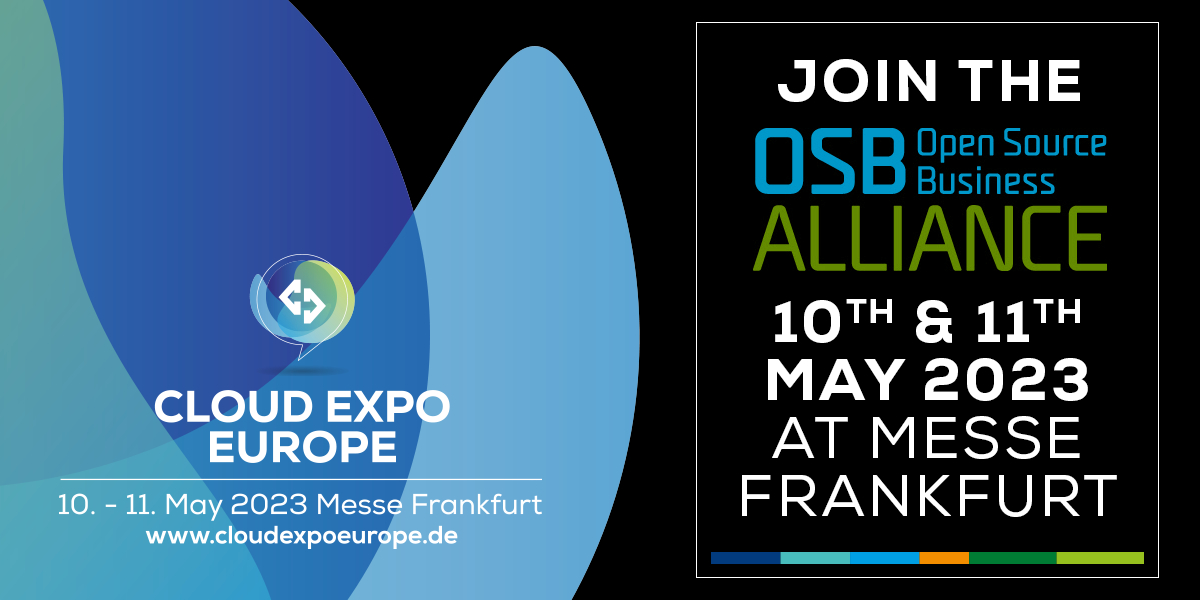 CLOUD EXPO
EUROPE
10. - 11. May 2023 Messe Frankfurt
www.cloudexpoeurope.de
JOIN THE
OSB Open Source
Business
ALLIANCE
10TH & 11TH
MAY 2023
AT MESSE
FRANKFURT